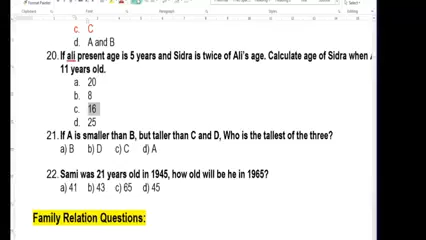 Format Painter
c. C
d. A and B
20. If ali present age is 5 years and Sidra is twice of Ali's age. Calculate age of Sidra when
11 years old.
a. 20
b. 8
c. 16
d. 25
21. If A is smaller than B, but taller than C and D, Who is the tallest of the three?
a) B b) D c) C d) A
22. Sami was 21 years old in 1945, how old will be he in 1965?
a) 41 b) 43 c) 65 d) 45
Family Relation Questions: